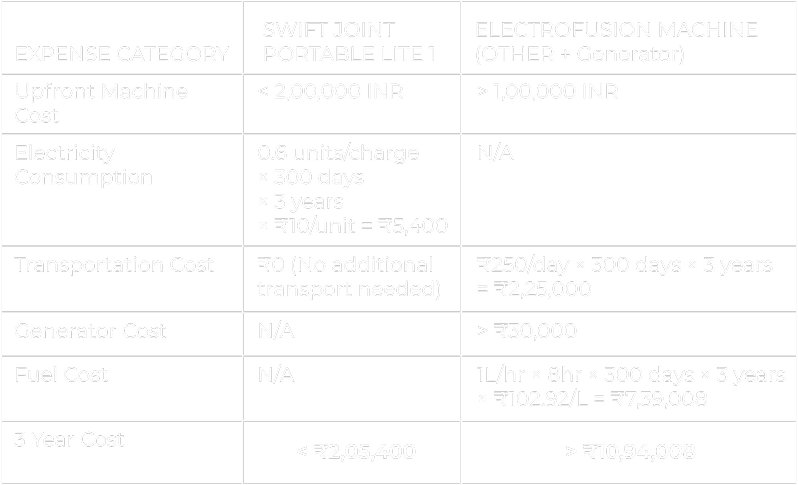 EXPENSE CATEGORY
SWIFT JOINT
PORTABLE LITE 1
ELECTROFUSION MACHINE
(OTHER + Generator)
Upfront Machine
Cost
< 2,00,000 INR
> 1,00,000 INR
Electricity
Consumption
0.6 units/charge
× 300 days
× 3 years
× ₹10/unit = ₹5,400
N/A
Transportation Cost
₹0 (No additional
transport needed)
₹250/day × 300 days × 3 years
= ₹2,25,000
Generator Cost
N/A
> ₹30,000
Fuel Cost
N/A
1L/hr × 8hr × 300 days × 3 years
× ₹102.92/L = ₹7,39,008
3 Year Cost
< ₹2,05,400
> ₹10,94,008